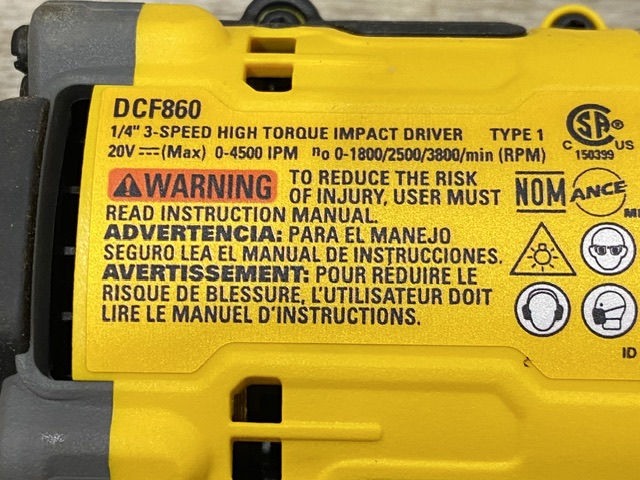 DCF860
1/4" 3-SPEED HIGH TORQUE IMPACT DRIVER TYPE 1
20V⎓(Max) 0-4500 IPM n₀ 0-1800/2500/3800/min (RPM)
⚠WARNING TO REDUCE THE RISK
OF INJURY, USER MUST
READ INSTRUCTION MANUAL.
ADVERTENCIA: PARA EL MANEJO
SEGURO LEA EL MANUAL DE INSTRUCCIONES.
AVERTISSEMENT: POUR RÉDUIRE LE
RISQUE DE BLESSURE, L'UTILISATEUR DOIT
LIRE LE MANUEL D'INSTRUCTIONS.
CSA®
C US
150399
NOM ANCE
ID